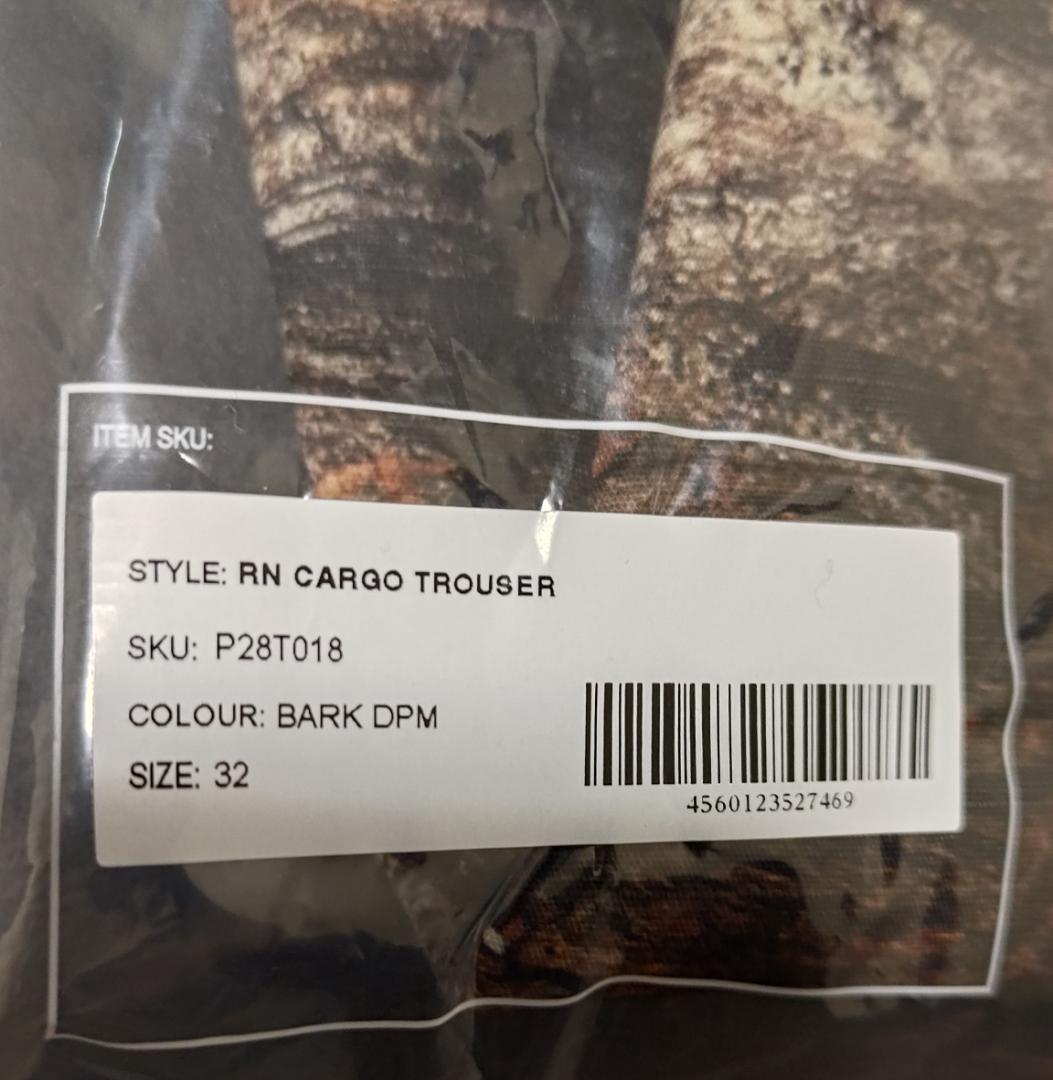 ITEM SKU:
STYLE: RN CARGO TROUSER
SKU: P28T018
COLOUR: BARK DPM
SIZE: 32
4560123527469